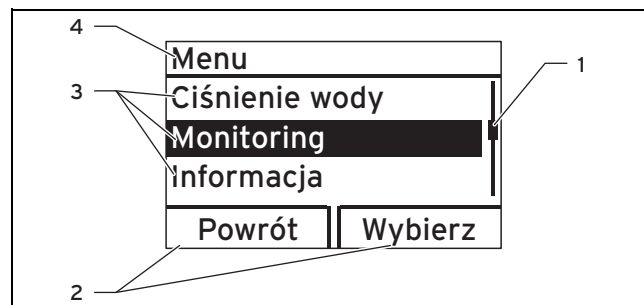 4
Menu
1
3
Ciśnienie wody
Monitoring
Informacja
Powrót
Wybierz
2